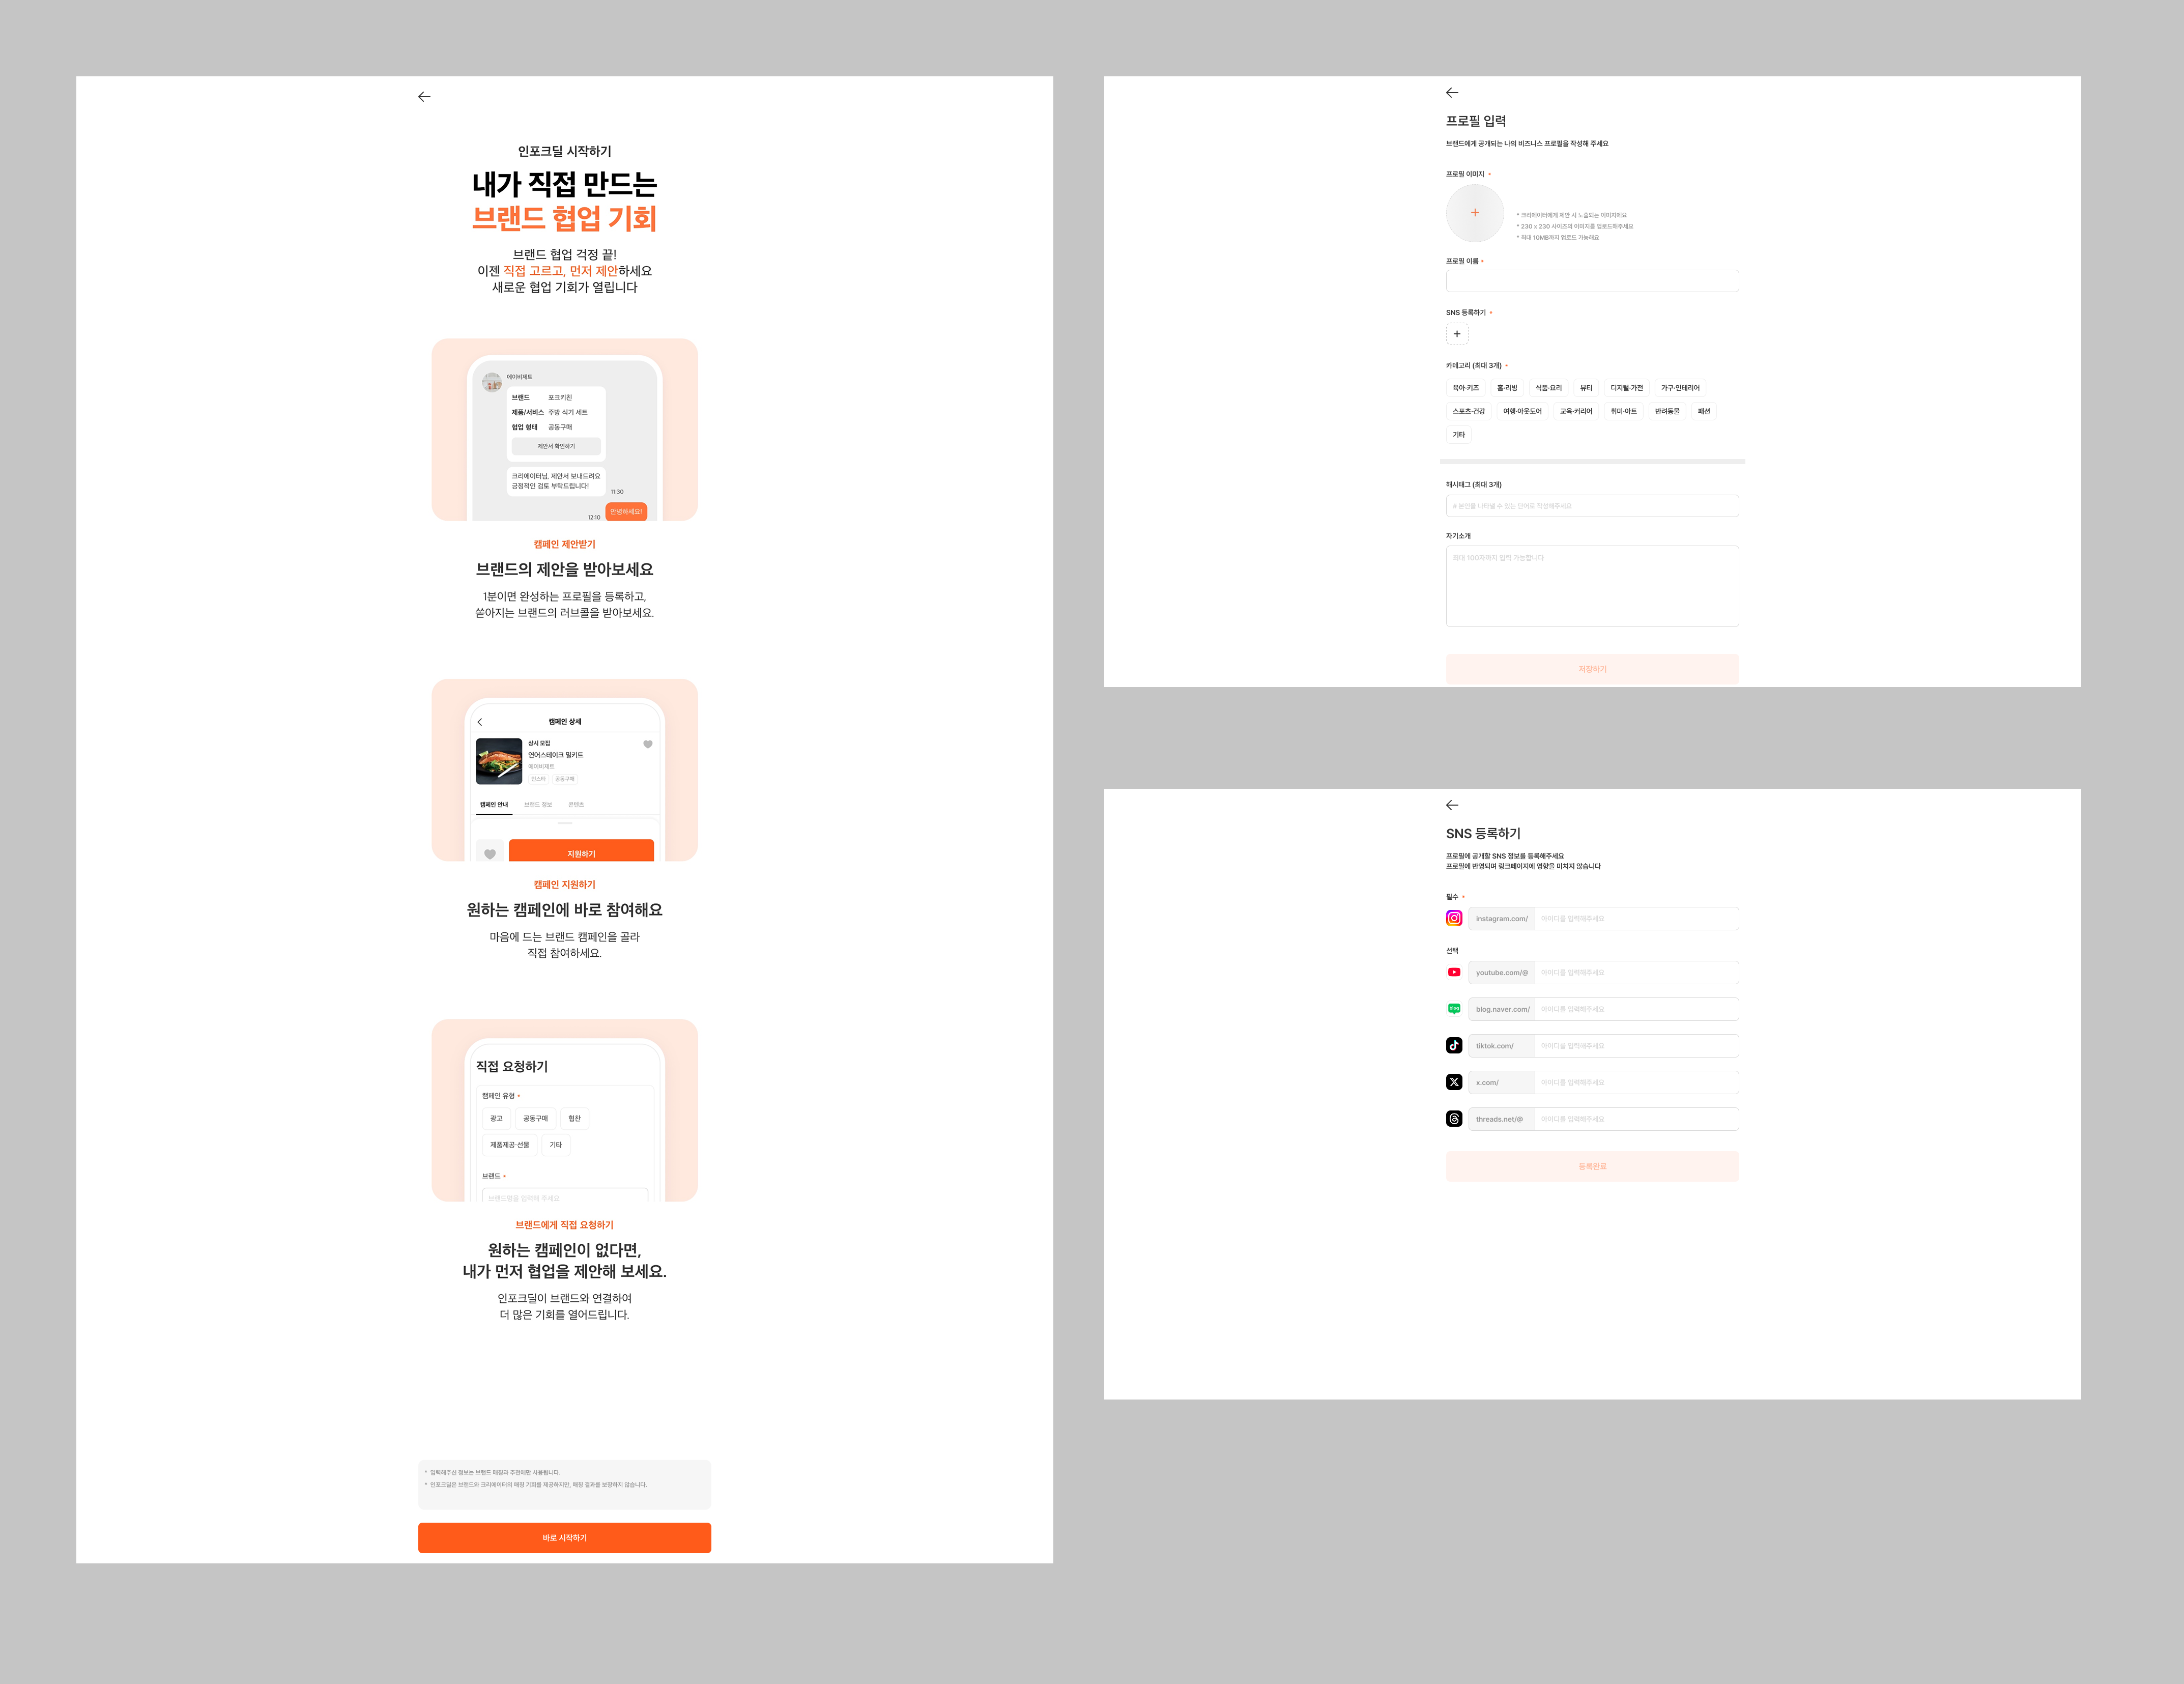 인포크딜 시작하기
내가 직접 만드는
브랜드 협업 기회
브랜드 협업 걱정 끝!
이젠 직접 고르고, 먼저 제안하세요
새로운 협업 기회가 열립니다
에이비제트
브랜드 포크키친
제품/서비스 주방 식기 세트
협업 형태 공동구매
제안서 확인하기
크리에이터님, 제안서 보내드려요
긍정적인 검토 부탁드립니다!
11:30
안녕하세요!
12:10
캠페인 제안받기
브랜드의 제안을 받아보세요
1분이면 완성하는 프로필을 등록하고,
쏟아지는 브랜드의 러브콜을 받아보세요.
캠페인 상세
상시 모집
연어스테이크 밀키트
에이비제트
인스타 공동구매
캠페인 안내 브랜드 정보 콘텐츠
지원하기
캠페인 지원하기
원하는 캠페인에 바로 참여해요
마음에 드는 브랜드 캠페인을 골라
직접 참여하세요.
직접 요청하기
캠페인 유형 *
광고 공동구매 협찬
제품제공·선물 기타
브랜드 *
브랜드명을 입력해 주세요
브랜드에게 직접 요청하기
원하는 캠페인이 없다면,
내가 먼저 협업을 제안해 보세요.
인포크딜이 브랜드와 연결하여
더 많은 기회를 열어드립니다.
* 입력해주신 정보는 브랜드 매칭과 추천에만 사용됩니다.
* 인포크딜은 브랜드와 크리에이터의 매칭 기회를 제공하지만, 매칭 결과를 보장하지 않습니다.
바로 시작하기
프로필 입력
브랜드에게 공개되는 나의 비즈니스 프로필을 작성해 주세요
프로필 이미지 *
* 크리에이터에게 제안 시 노출되는 이미지에요
* 230 x 230 사이즈의 이미지를 업로드해주세요
* 최대 10MB까지 업로드 가능해요
프로필 이름 *
SNS 등록하기 *
카테고리 (최대 3개) *
육아·키즈 홈·리빙 식품·요리 뷰티 디지털·가전 가구·인테리어
스포츠·건강 여행·아웃도어 교육·커리어 취미·아트 반려동물 패션
기타
해시태그 (최대 3개)
# 본인을 나타낼 수 있는 단어로 작성해주세요
자기소개
최대 100자까지 입력 가능합니다
저장하기
SNS 등록하기
프로필에 공개할 SNS 정보를 등록해주세요
프로필에 반영되며 링크페이지에 영향을 미치지 않습니다
필수 *
instagram.com/ 아이디를 입력해주세요
선택
youtube.com/@ 아이디를 입력해주세요
blog
blog.naver.com/ 아이디를 입력해주세요
tiktok.com/ 아이디를 입력해주세요
x.com/ 아이디를 입력해주세요
threads.net/@ 아이디를 입력해주세요
등록완료